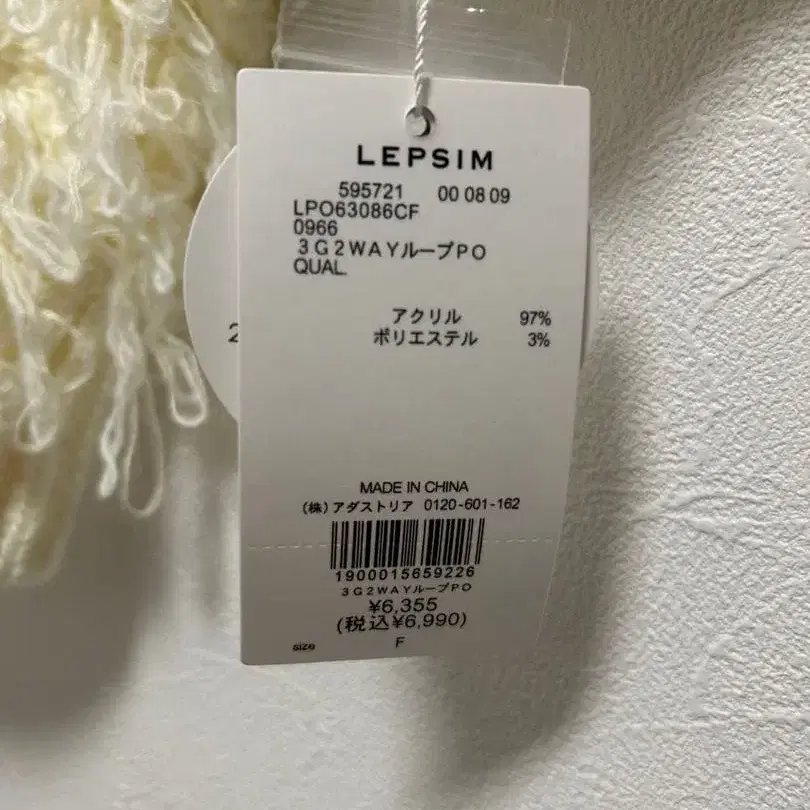 LEPSIM
595721 00 08 09
LPO63086CF
0966
3G2WAYループPO
QUAL.
アクリル 97%
ポリエステル 3%
2
MADE IN CHINA
(株)アダストリア 0120-601-162
1900015659226
3G2WAYループPO
¥6,355
(税込¥6,990)
size F